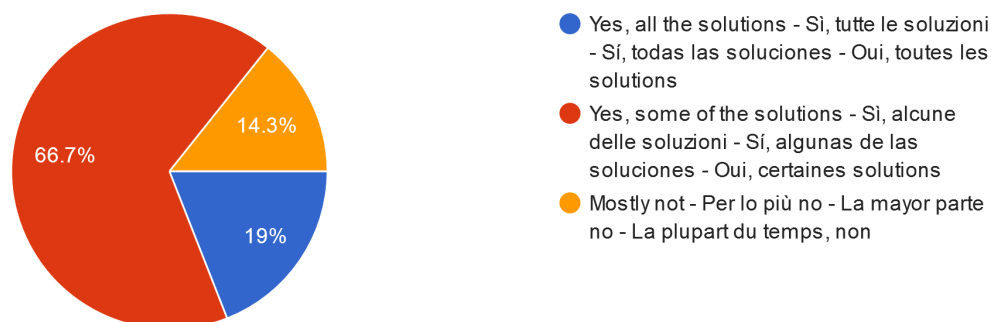 66.7%
14.3%
19%
Yes, all the solutions - Sì, tutte le soluzioni
- Sí, todas las soluciones - Oui, toutes les
solutions
Yes, some of the solutions - Sì, alcune
delle soluzioni - Sí, algunas de las
soluciones - Oui, certaines solutions
Mostly not - Per lo più no - La mayor parte
no - La plupart du temps, non